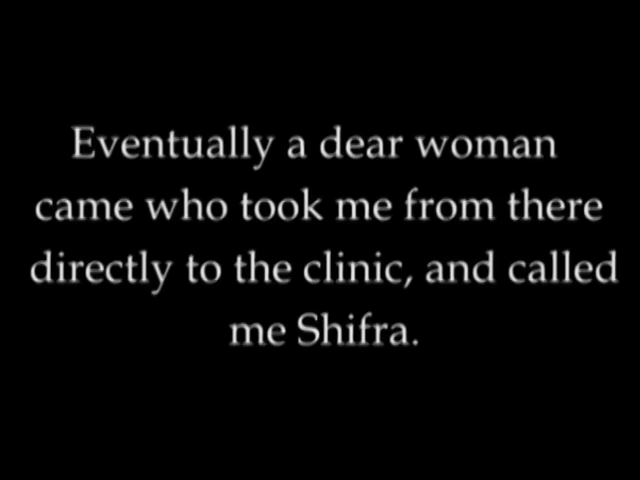 Eventually a dear woman
came who took me from there
directly to the clinic, and called
me Shifra.